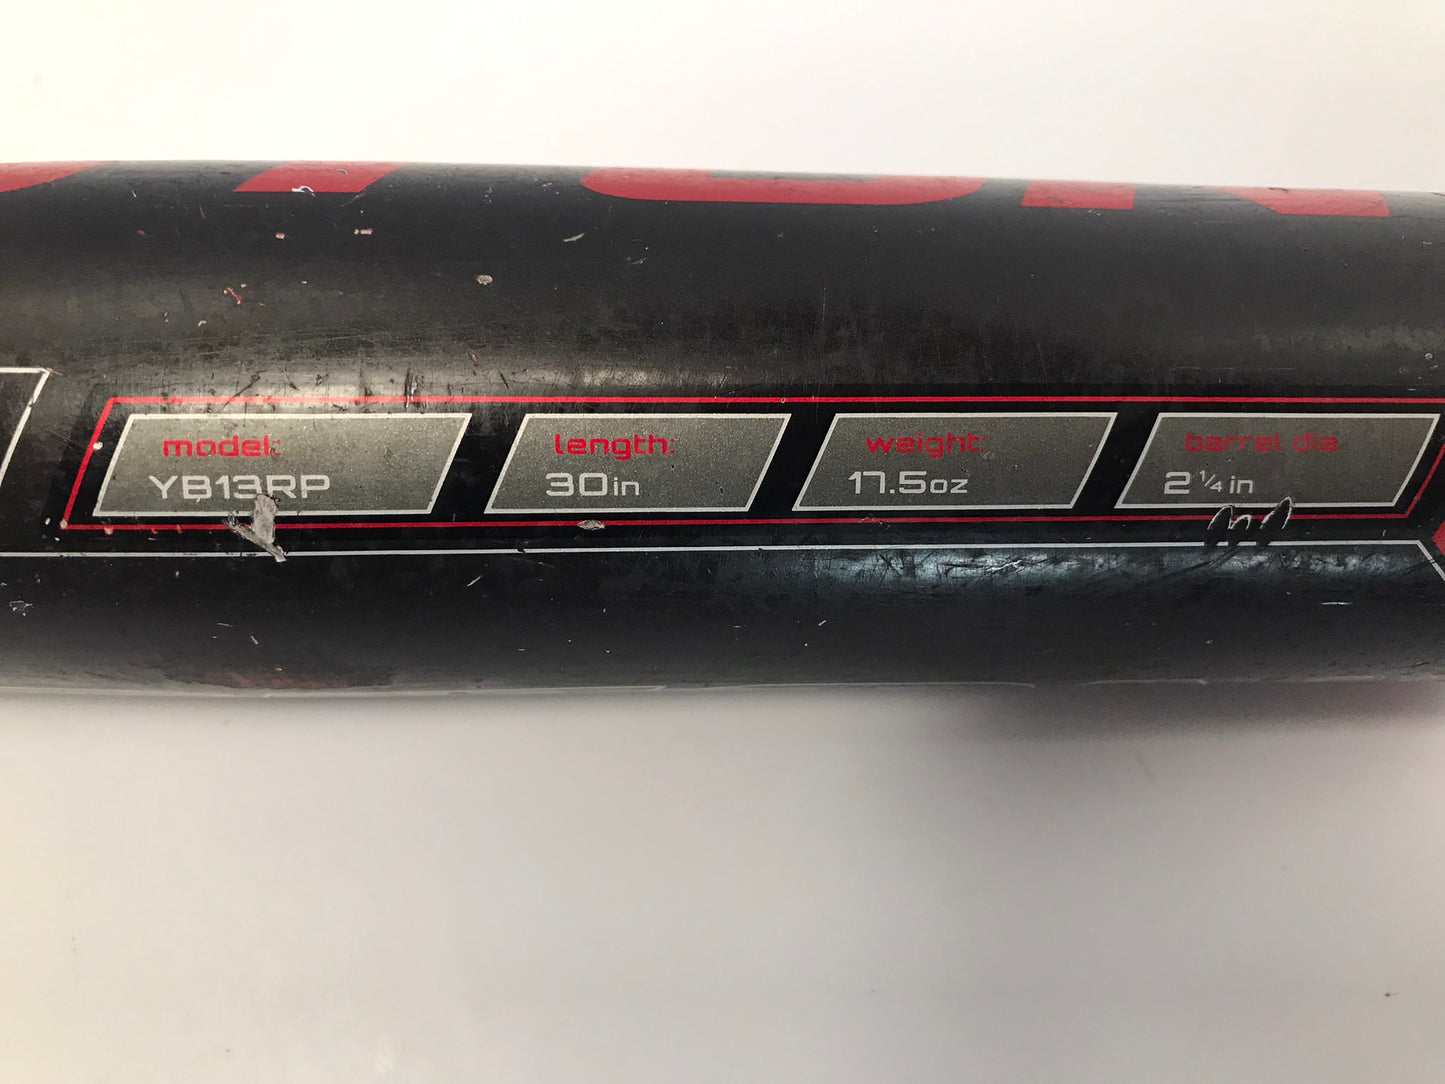 model:
YB13RP
length:
30in
weight:
17.5oz
barrel dia
2 1/4 in